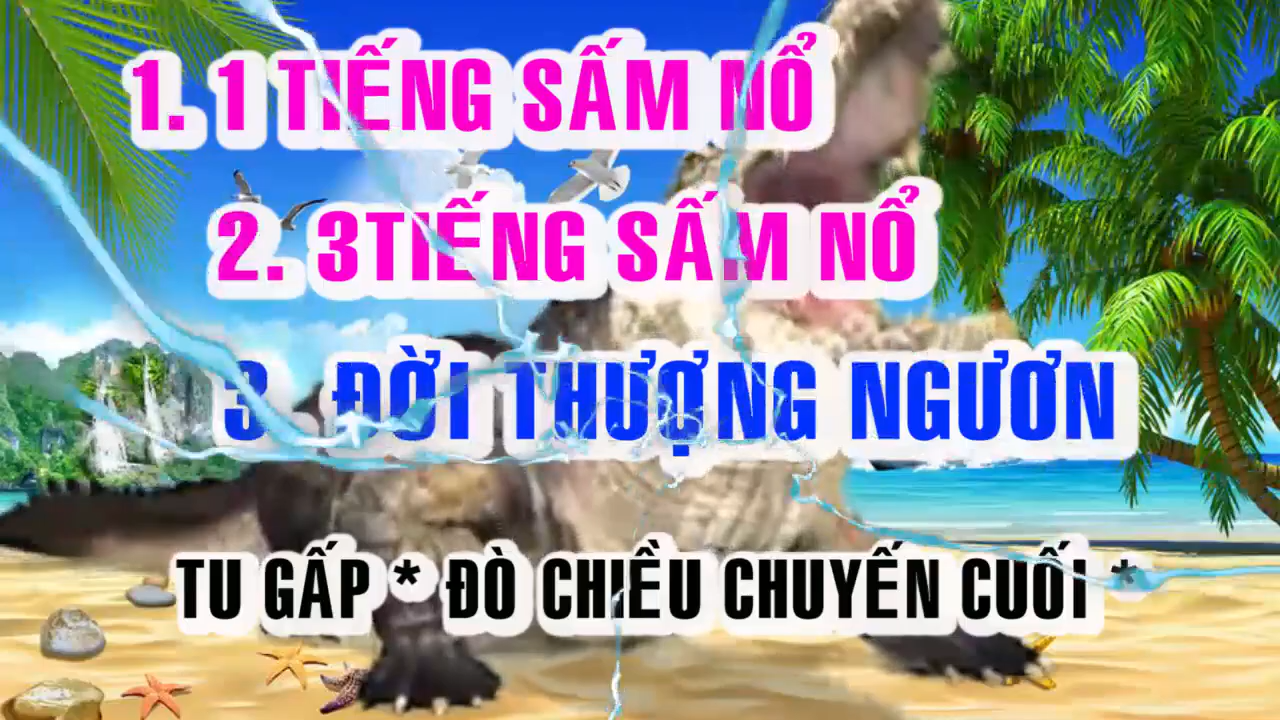 1. 1 TIẾNG SẤM NỔ
2. 3TIẾNG SẤM NỔ
3. ĐỜI THƯỢNG NGƯƠN
TU GẤP * ĐÒ CHIỀU CHUYẾN CUỐI *